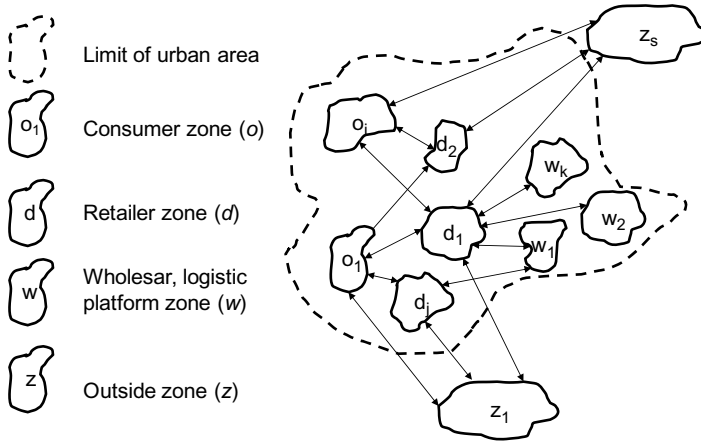 Limit of urban area
o1
Consumer zone (o)
d
Retailer zone (d)
w
Wholesar, logistic
platform zone (w)
z
Outside zone (z)
zs
oi
d2
wk
w2
d1
w1
o1
dj
z1